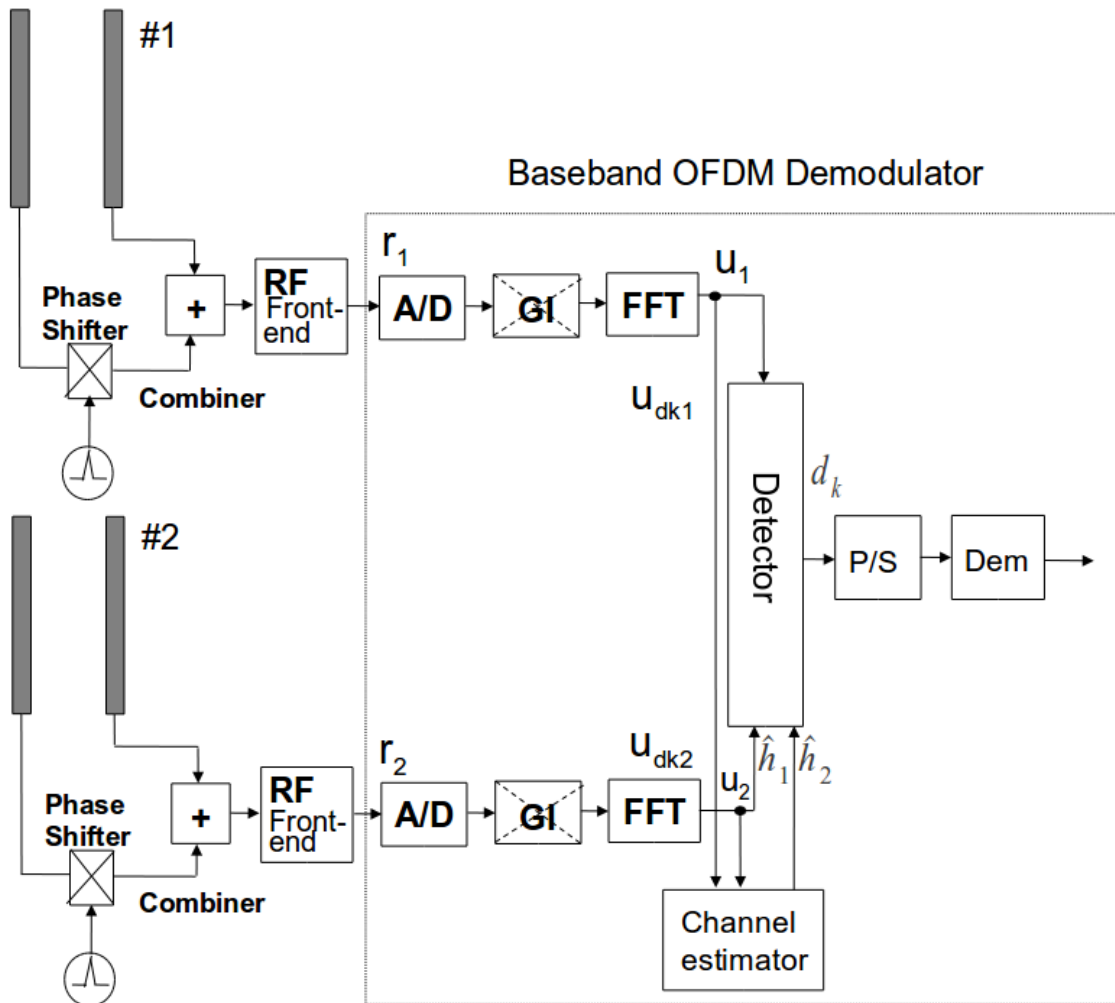 #1
Baseband OFDM Demodulator
Phase
Shifter
+
Combiner
RF
Front-
end
r1
A/D
GI
FFT
u1
udk1
Detector
dk
P/S
Dem
#2
Phase
Shifter
+
Combiner
RF
Front-
end
r2
A/D
GI
udk2
FFT
u2
ĥ1 ĥ2
Channel
estimator